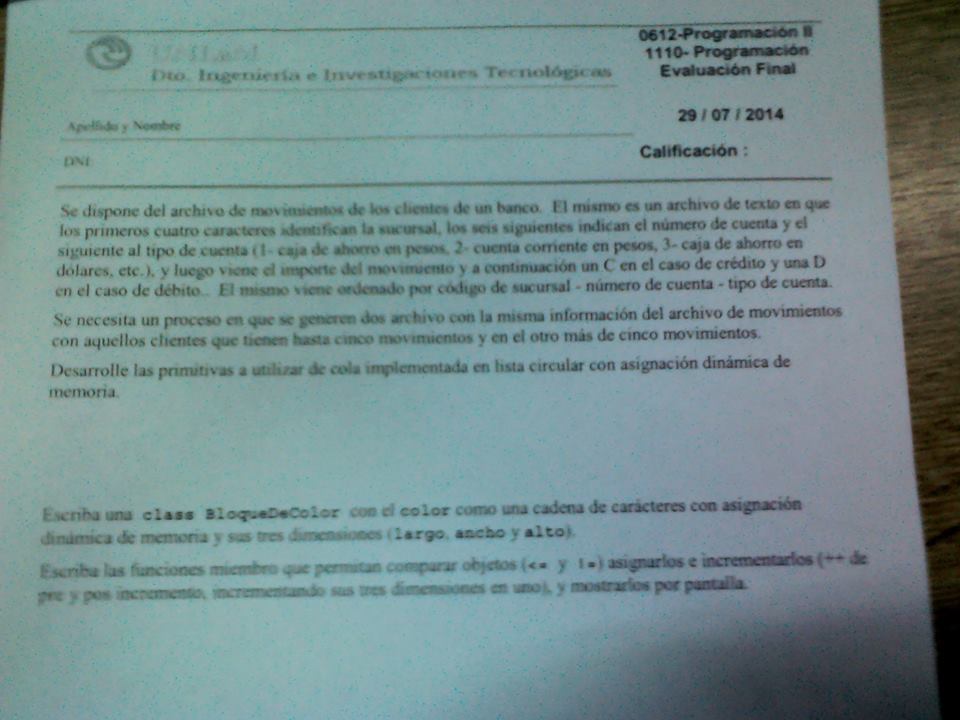 UNLaM
0612-Programación II
1110- Programación
Evaluación Final
Dto. Ingeniería e Investigaciones Tecnológicas
29 / 07 / 2014
Apellido y Nombre
Calificación :
DNI:
Se dispone del archivo de movimientos de los clientes de un banco. El mismo es un archivo de texto en que
los primeros cuatro caracteres identifican la sucursal, los seis siguientes indican el número de cuenta y el
siguiente al tipo de cuenta (1- caja de ahorro en pesos, 2- cuenta corriente en pesos, 3- caja de ahorro en
dólares, etc.), y luego viene el importe del movimiento y a continuación un C en el caso de crédito y una D
en el caso de débito.. El mismo viene ordenado por código de sucursal - número de cuenta - tipo de cuenta.
Se necesita un proceso en que se generen dos archivo con la misma información del archivo de movimientos
con aquellos clientes que tienen hasta cinco movimientos y en el otro más de cinco movimientos.
Desarrolle las primitivas a utilizar de cola implementada en lista circular con asignación dinámica de
memoria.
Escriba una class BloqueDeColor con el color como una cadena de carácteres con asignación
dinámica de memoria y sus tres dimensiones (largo, ancho y alto).
Escriba las funciones miembro que permitan comparar objetos (<= y !=) asignarlos e incrementarlos (++ de
pre y pos incremento, incrementando sus tres dimensiones en uno), y mostrarlos por pantalla.